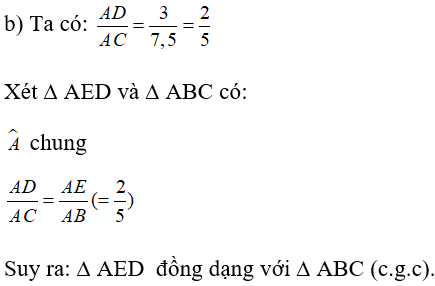 b) Ta có: AD/AC = 3/7,5 = 2/5
Xét Δ AED và Δ ABC có:
Â chung
AD/AC = AE/AB (= 2/5)
Suy ra: Δ AED đồng dạng với Δ ABC (c.g.c).